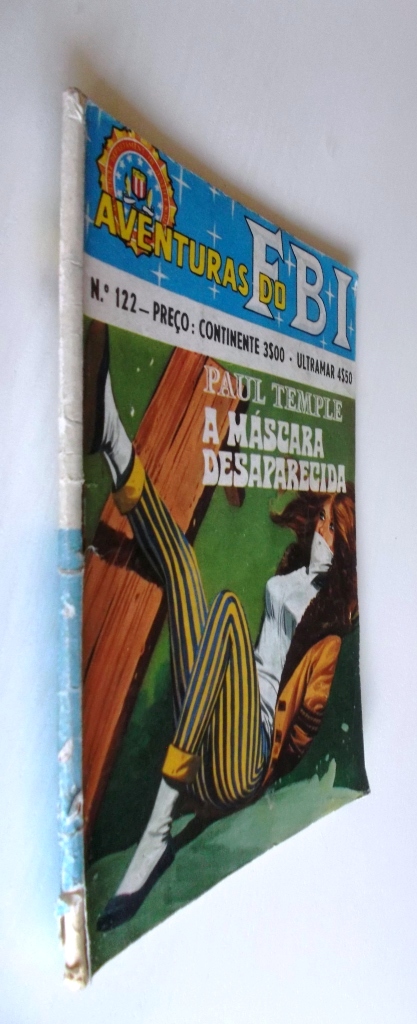 AVENTURAS DO FBI
N.º 122 — PREÇO: CONTINENTE 3$00 · ULTRAMAR 4$50
PAUL TEMPLE
A MÁSCARA
DESAPARECIDA